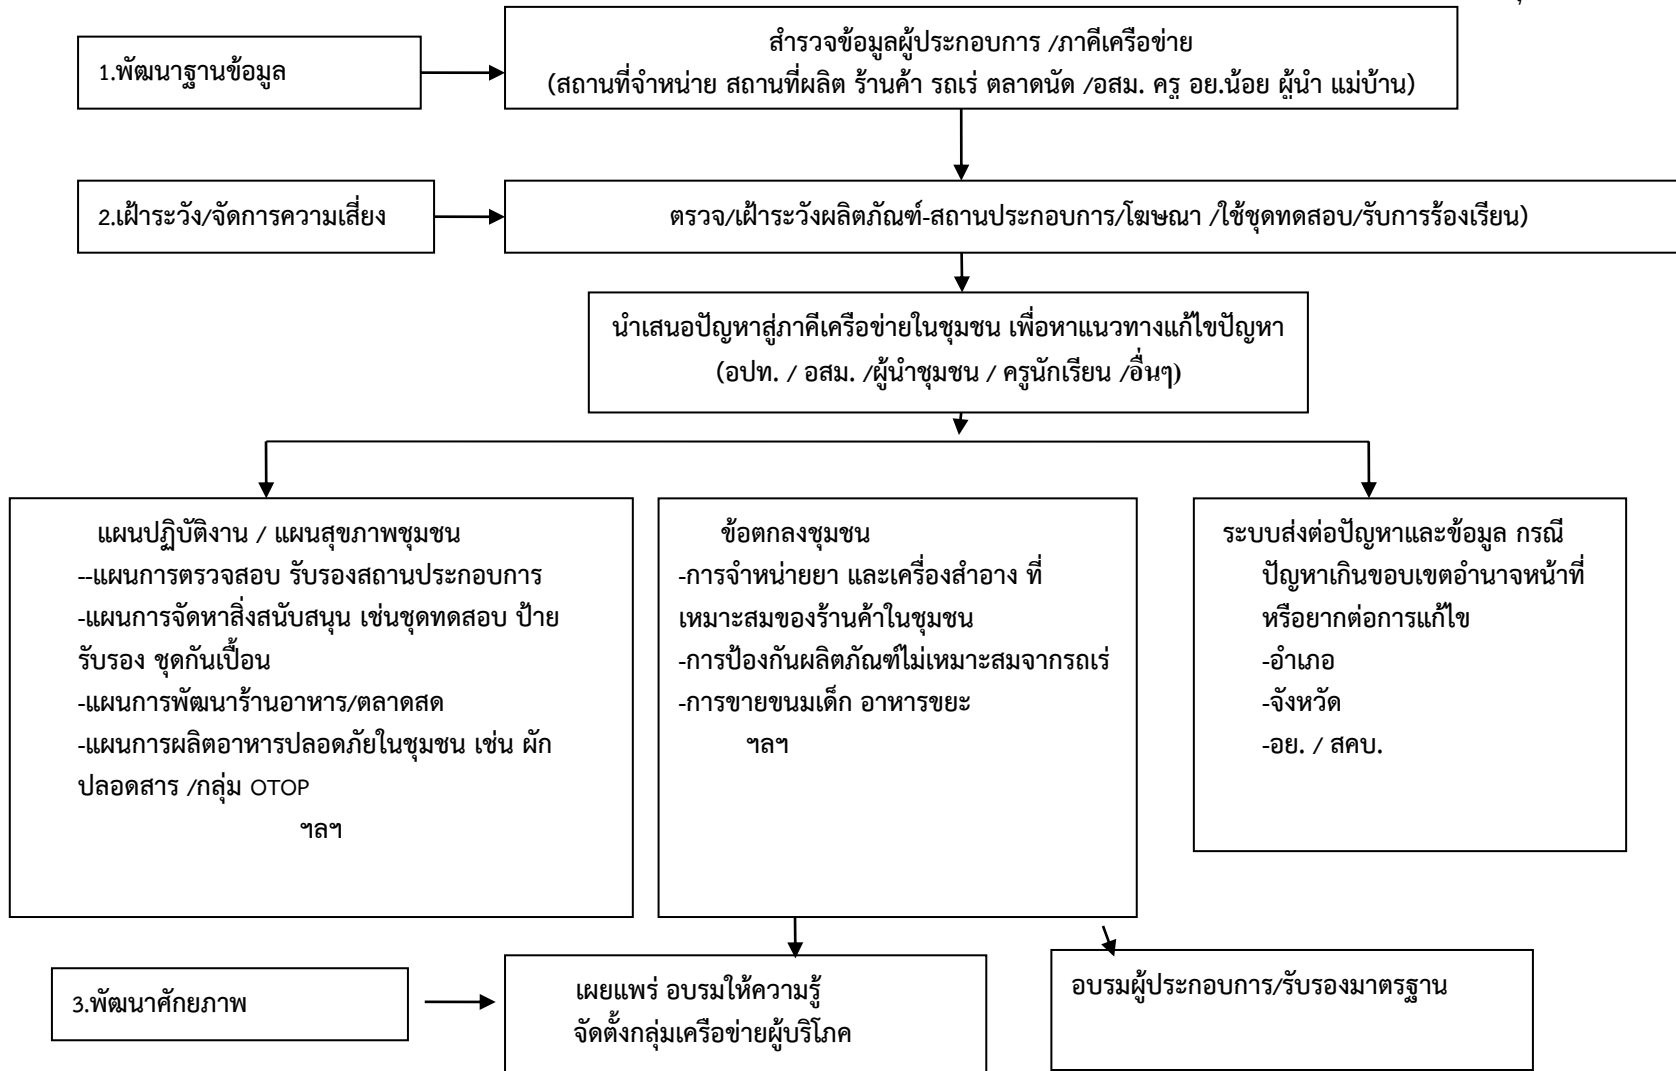 สำรวจข้อมูลผู้ประกอบการ /ภาคีเครือข่าย
1.พัฒนาฐานข้อมูล
(สถานที่จำหน่าย สถานที่ผลิต ร้านค้า รถเร่ ตลาดนัด /อสม. ครู อย.น้อย ผู้นำ แม่บ้าน)
2.เฝ้าระวัง/จัดการความเสี่ยง
ตรวจ/เฝ้าระวังผลิตภัณฑ์-สถานประกอบการ/โฆษณา /ใช้ชุดทดสอบ/รับการร้องเรียน)
นำเสนอปัญหาสู่ภาคีเครือข่ายในชุมชน เพื่อหาแนวทางแก้ไขปัญหา
(อปท. / อสม. /ผู้นำชุมชน / ครูนักเรียน /อื่นๆ)
แผนปฏิบัติงาน / แผนสุขภาพชุมชน
--แผนการตรวจสอบ รับรองสถานประกอบการ
-แผนการจัดหาสิ่งสนับสนุน เช่นชุดทดสอบ ป้าย
รับรอง ชุดกันเปื้อน
-แผนการพัฒนาร้านอาหาร/ตลาดสด
-แผนการผลิตอาหารปลอดภัยในชุมชน เช่น ผัก
ปลอดสาร /กลุ่ม OTOP
ฯลฯ
ข้อตกลงชุมชน
-การจำหน่ายยา และเครื่องสำอาง ที่
เหมาะสมของร้านค้าในชุมชน
-การป้องกันผลิตภัณฑ์ไม่เหมาะสมจากรถเร่
-การขายขนมเด็ก อาหารขยะ
ฯลฯ
ระบบส่งต่อปัญหาและข้อมูล กรณี
ปัญหาเกินขอบเขตอำนาจหน้าที่
หรือยากต่อการแก้ไข
-อำเภอ
-จังหวัด
-อย. / สคบ.
3.พัฒนาศักยภาพ
เผยแพร่ อบรมให้ความรู้
จัดตั้งกลุ่มเครือข่ายผู้บริโภค
อบรมผู้ประกอบการ/รับรองมาตรฐาน